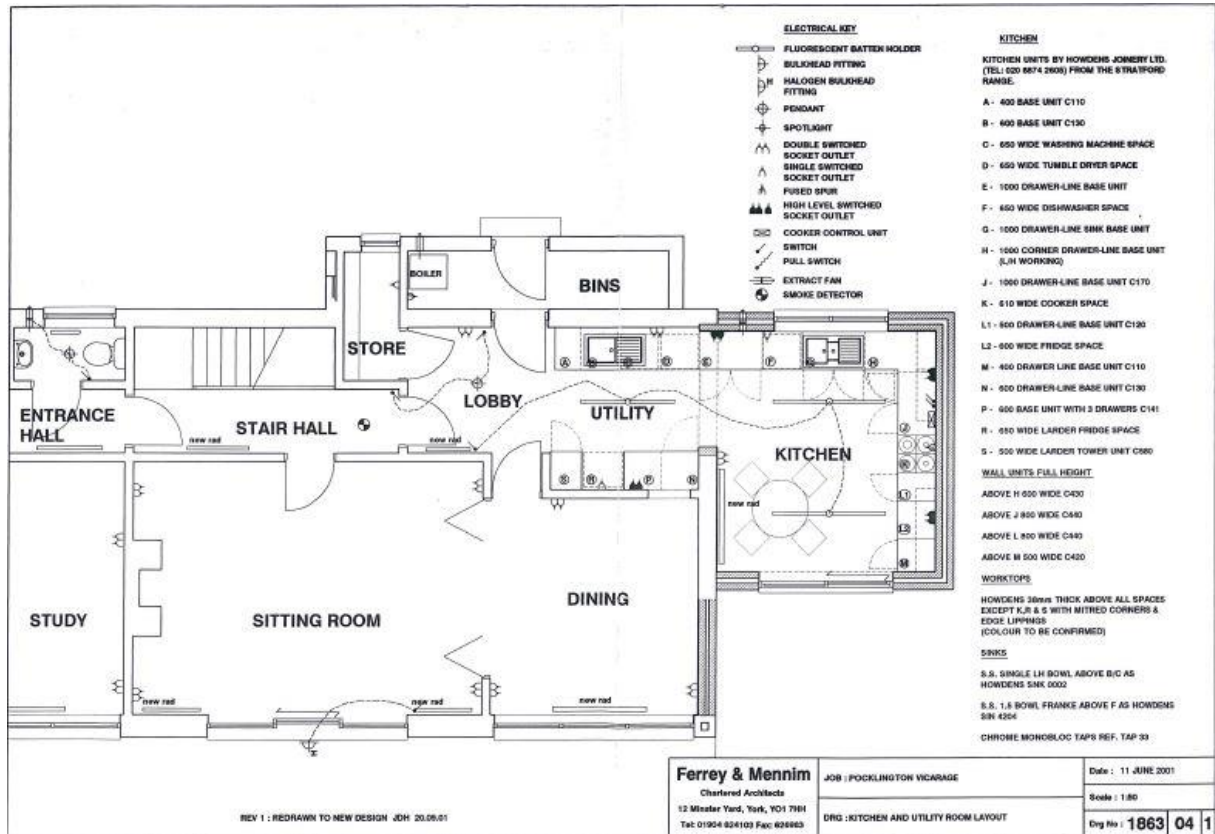 ELECTRICAL KEY
FLUORESCENT BATTEN HOLDER
BULKHEAD FITTING
H
HALOGEN BULKHEAD
FITTING
PENDANT
SPOTLIGHT
DOUBLE SWITCHED
SOCKET OUTLET
SINGLE SWITCHED
SOCKET OUTLET
FUSED SPUR
HIGH LEVEL SWITCHED
SOCKET OUTLET
COOKER CONTROL UNIT
SWITCH
PULL SWITCH
EXTRACT FAN
SMOKE DETECTOR
KITCHEN
KITCHEN UNITS BY HOWDENS JOINERY LTD.
(TEL: 020 8874 2608) FROM THE STRATFORD
RANGE.
A - 400 BASE UNIT C110
B - 600 BASE UNIT C130
C - 650 WIDE WASHING MACHINE SPACE
D - 650 WIDE TUMBLE DRYER SPACE
E - 1000 DRAWER-LINE BASE UNIT
F - 650 WIDE DISHWASHER SPACE
G - 1000 DRAWER-LINE SINK BASE UNIT
H - 1000 CORNER DRAWER-LINE BASE UNIT
(L/H WORKING)
J - 1000 DRAWER-LINE BASE UNIT C170
K - 610 WIDE COOKER SPACE
L1 - 500 DRAWER-LINE BASE UNIT C120
L2 - 600 WIDE FRIDGE SPACE
M - 400 DRAWER LINE BASE UNIT C110
N - 600 DRAWER-LINE BASE UNIT C130
P - 600 BASE UNIT WITH 3 DRAWERS C141
R - 650 WIDE LARDER FRIDGE SPACE
S - 500 WIDE LARDER TOWER UNIT C680
WALL UNITS FULL HEIGHT
ABOVE H 600 WIDE C430
ABOVE J 800 WIDE C440
ABOVE L 800 WIDE C440
ABOVE M 500 WIDE C420
WORKTOPS
HOWDENS 38mm THICK ABOVE ALL SPACES
EXCEPT K,R & S WITH MITRED CORNERS &
EDGE LIPPINGS
(COLOUR TO BE CONFIRMED)
SINKS
S.S. SINGLE LH BOWL ABOVE B/C AS
HOWDENS SNK 0002
S.S. 1.5 BOWL FRANKE ABOVE F AS HOWDENS
SIN 4204
CHROME MONOBLOC TAPS REF. TAP 33
BOILER
BINS
STORE
A
D
E
F
H
LOBBY
UTILITY
ENTRANCE
HALL
STAIR HALL
new rad
new rad
KITCHEN
J
K
S
R
P
N
L1
L2
M
new rad
STUDY
SITTING ROOM
DINING
new rad
new rad
new rad
H
REV 1 : REDRAWN TO NEW DESIGN JDH 20.09.01
Ferrey & Mennim
Chartered Architects
12 Minster Yard, York, YO1 7HH
Tel: 01904 624103 Fax: 626983
JOB : POCKLINGTON VICARAGE
DRG : KITCHEN AND UTILITY ROOM LAYOUT
Date : 11 JUNE 2001
Scale : 1:50
Drg No : 1863 04 1